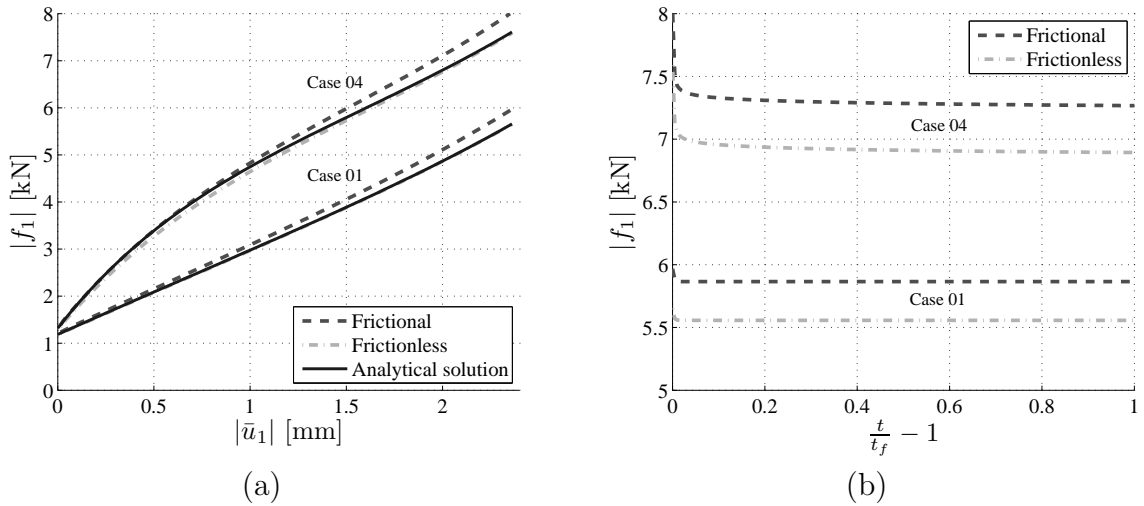 8
7
6
5
4
3
2
1
0
|f₁| [kN]
Case 04
Case 01
Frictional
Frictionless
Analytical solution
0 0.5 1 1.5 2
|ū₁| [mm]
(a)
8
7.5
7
6.5
6
5.5
5
|f₁| [kN]
Frictional
Frictionless
Case 04
Case 01
0 0.2 0.4 0.6 0.8 1
t/t_f − 1
(b)